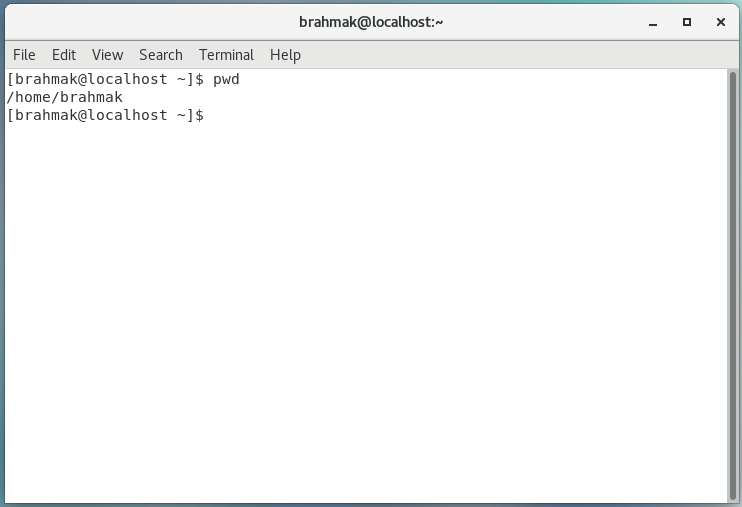 brahmak@localhost:~
File Edit View Search Terminal Help
[brahmak@localhost ~]$ pwd
/home/brahmak
[brahmak@localhost ~]$